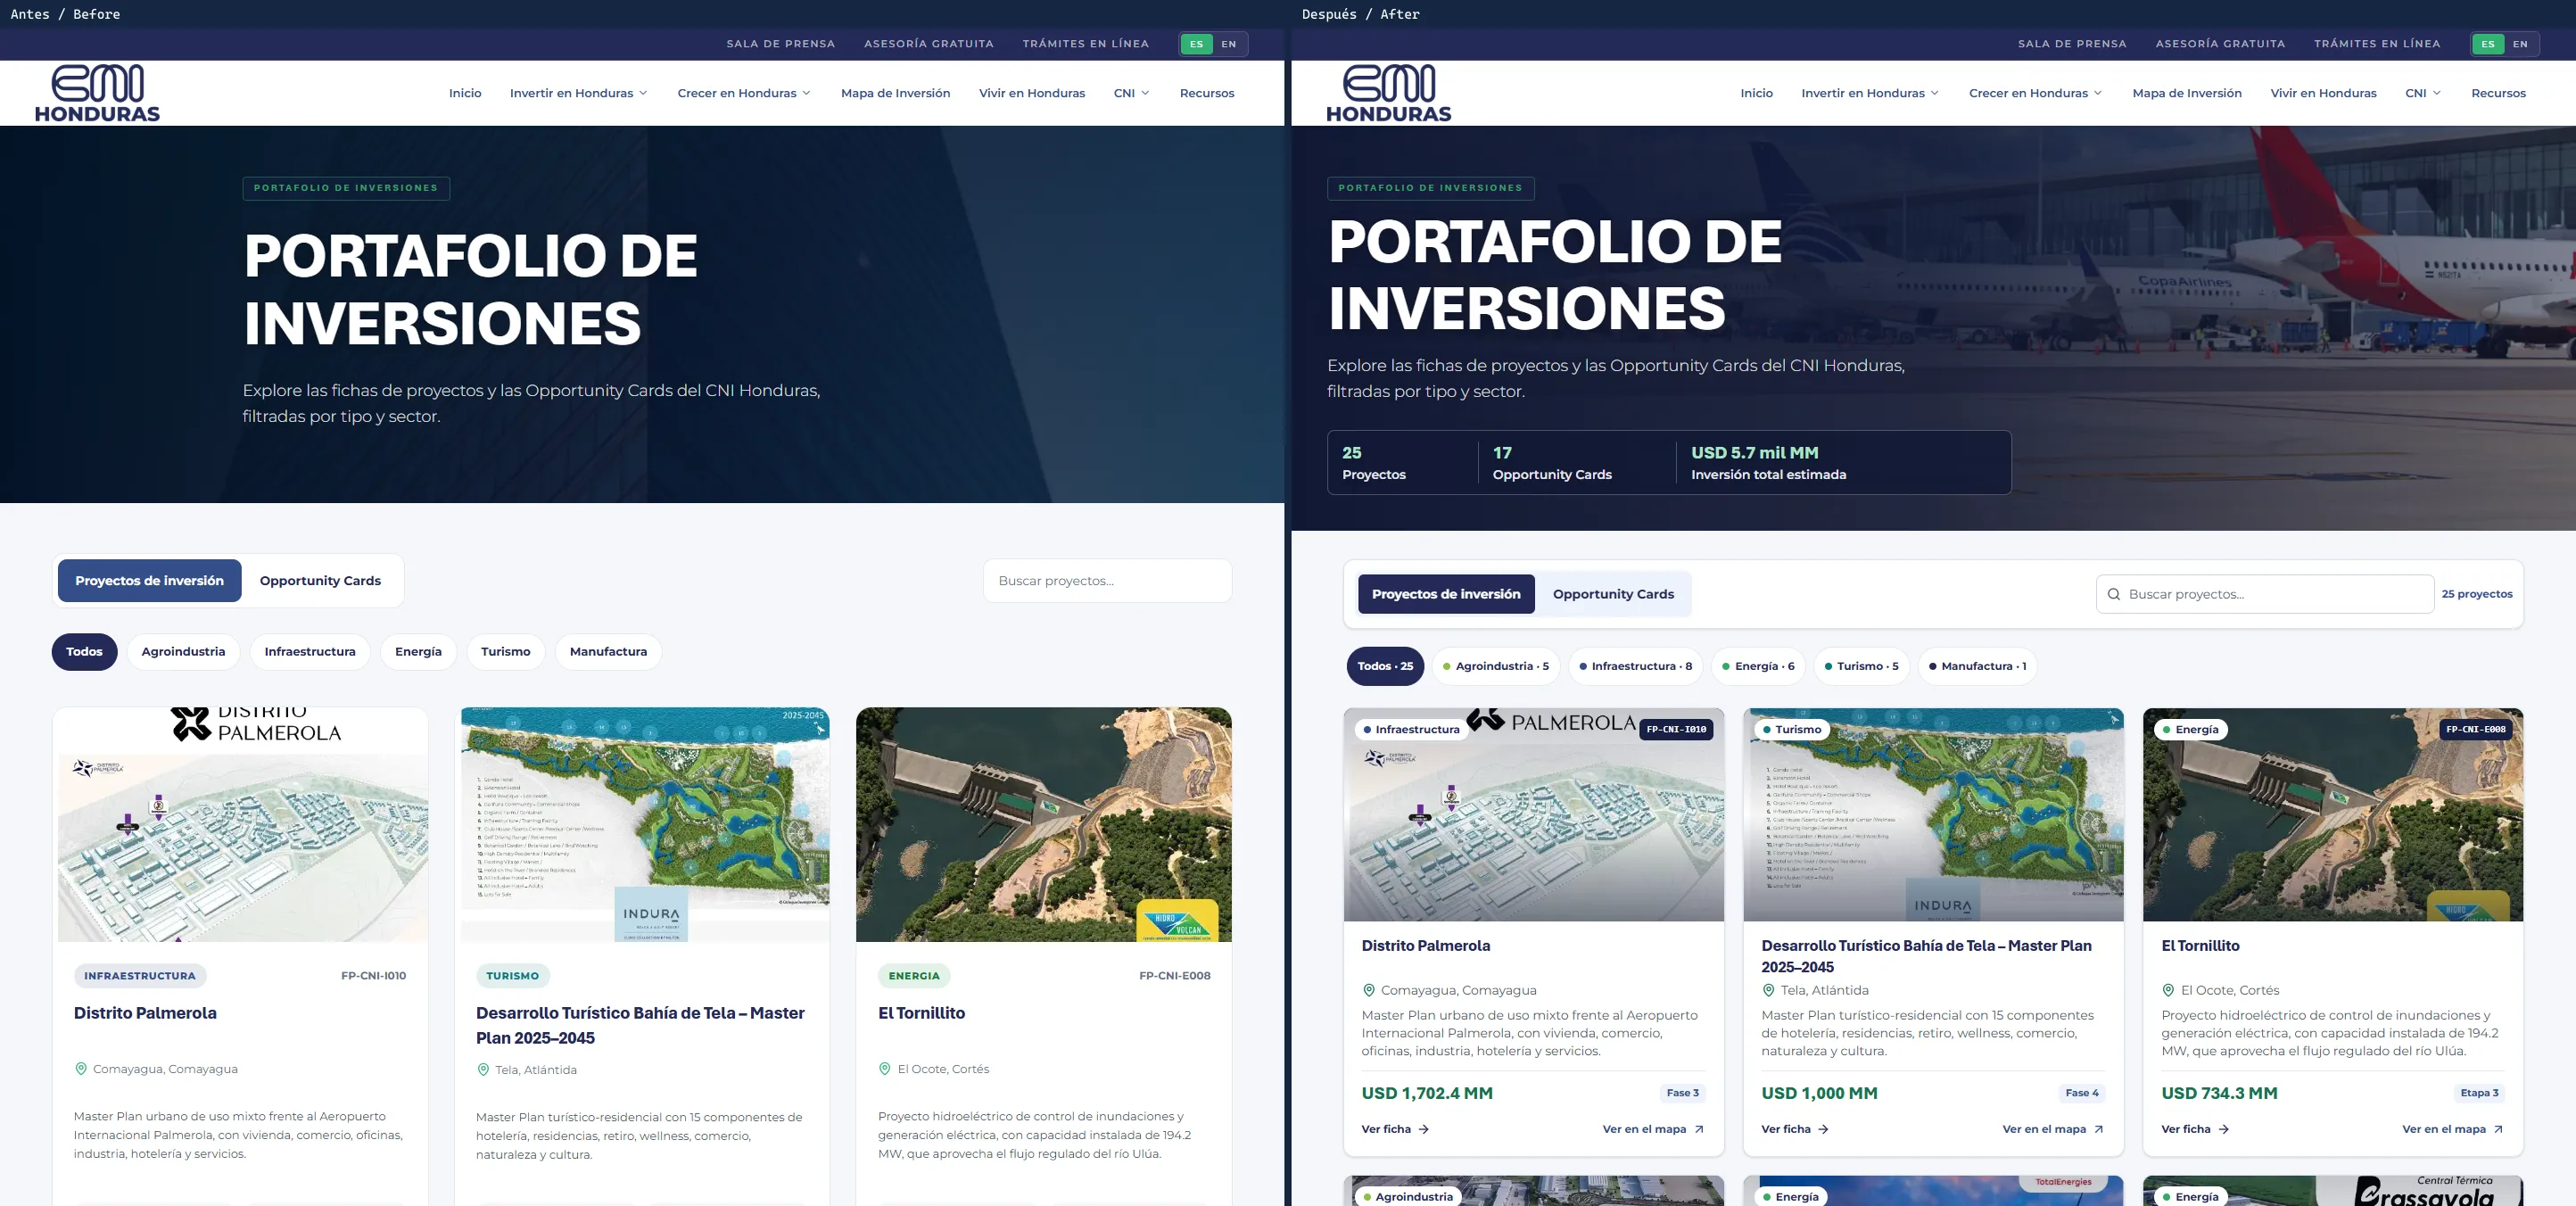 Antes / Before
SALA DE PRENSA ASESORÍA GRATUITA TRÁMITES EN LÍNEA ES EN
CNI HONDURAS
Inicio Invertir en Honduras Crecer en Honduras Mapa de Inversión Vivir en Honduras CNI Recursos
PORTAFOLIO DE INVERSIONES
PORTAFOLIO DE
INVERSIONES
Explore las fichas de proyectos y las Opportunity Cards del CNI Honduras,
filtradas por tipo y sector.
Proyectos de inversión Opportunity Cards Buscar proyectos...
Todos Agroindustria Infraestructura Energía Turismo Manufactura
DISTRITO
PALMEROLA
2025-2045
INDURA
HIDRO
VOLCAN
INFRAESTRUCTURA FP-CNI-I010
Distrito Palmerola
Comayagua, Comayagua
Master Plan urbano de uso mixto frente al Aeropuerto
Internacional Palmerola, con vivienda, comercio, oficinas,
industria, hotelería y servicios.
TURISMO
Desarrollo Turístico Bahía de Tela – Master
Plan 2025–2045
Tela, Atlántida
Master Plan turístico-residencial con 15 componentes de
hotelería, residencias, retiro, wellness, comercio,
naturaleza y cultura.
ENERGIA FP-CNI-E008
El Tornillito
El Ocote, Cortés
Proyecto hidroeléctrico de control de inundaciones y
generación eléctrica, con capacidad instalada de 194.2
MW, que aprovecha el flujo regulado del río Ulúa.
Después / After
SALA DE PRENSA ASESORÍA GRATUITA TRÁMITES EN LÍNEA ES EN
CNI HONDURAS
Inicio Invertir en Honduras Crecer en Honduras Mapa de Inversión Vivir en Honduras CNI Recursos
PORTAFOLIO DE INVERSIONES
PORTAFOLIO DE
INVERSIONES
CopaAirlines
Explore las fichas de proyectos y las Opportunity Cards del CNI Honduras,
filtradas por tipo y sector.
25 17 USD 5.7 mil MM
Proyectos Opportunity Cards Inversión total estimada
Proyectos de inversión Opportunity Cards Buscar proyectos... 25 proyectos
Todos · 25 Agroindustria · 5 Infraestructura · 8 Energía · 6 Turismo · 5 Manufactura · 1
Infraestructura PALMEROLA FP-CNI-I010
Distrito Palmerola
Comayagua, Comayagua
Master Plan urbano de uso mixto frente al Aeropuerto
Internacional Palmerola, con vivienda, comercio,
oficinas, industria, hotelería y servicios.
USD 1,702.4 MM Fase 3
Ver ficha Ver en el mapa
Turismo
INDURA
Desarrollo Turístico Bahía de Tela – Master Plan
2025–2045
Tela, Atlántida
Master Plan turístico-residencial con 15 componentes
de hotelería, residencias, retiro, wellness, comercio,
naturaleza y cultura.
USD 1,000 MM Fase 4
Ver ficha Ver en el mapa
Energía FP-CNI-E008
El Tornillito
El Ocote, Cortés
Proyecto hidroeléctrico de control de inundaciones y
generación eléctrica, con capacidad instalada de 194.2
MW, que aprovecha el flujo regulado del río Ulúa.
USD 734.3 MM Etapa 3
Ver ficha Ver en el mapa
Agroindustria
Energía TotalEnergies
Energía Central Térmica
Brassavola